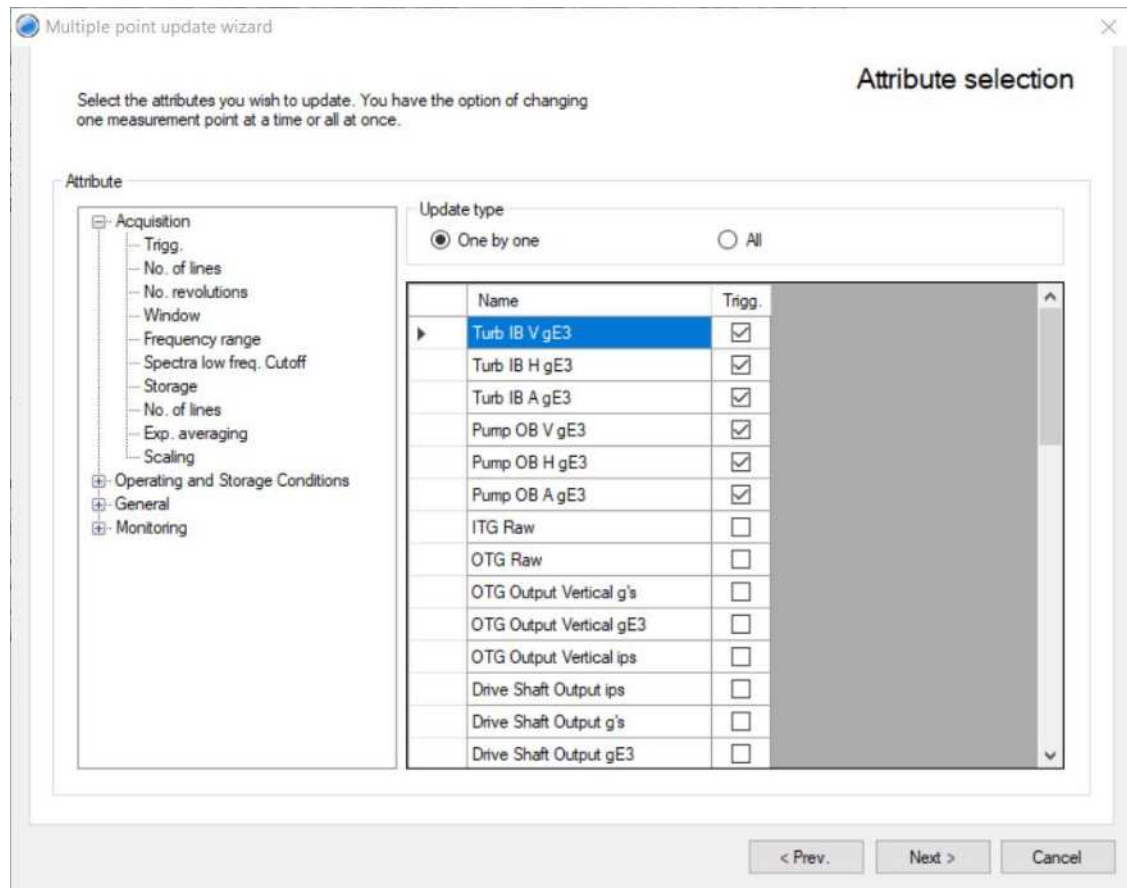 Multiple point update wizard
Attribute selection
Select the attributes you wish to update. You have the option of changing
one measurement point at a time or all at once.
Attribute
Acquisition
Trigg.
No. of lines
No. revolutions
Window
Frequency range
Spectra low freq. Cutoff
Storage
No. of lines
Exp. averaging
Scaling
Operating and Storage Conditions
General
Monitoring
Update type
One by one All
Name Trigg.
Turb IB V gE3
Turb IB H gE3
Turb IB A gE3
Pump OB V gE3
Pump OB H gE3
Pump OB A gE3
ITG Raw
OTG Raw
OTG Output Vertical g's
OTG Output Vertical gE3
OTG Output Vertical ips
Drive Shaft Output ips
Drive Shaft Output g's
Drive Shaft Output gE3
< Prev. Next > Cancel